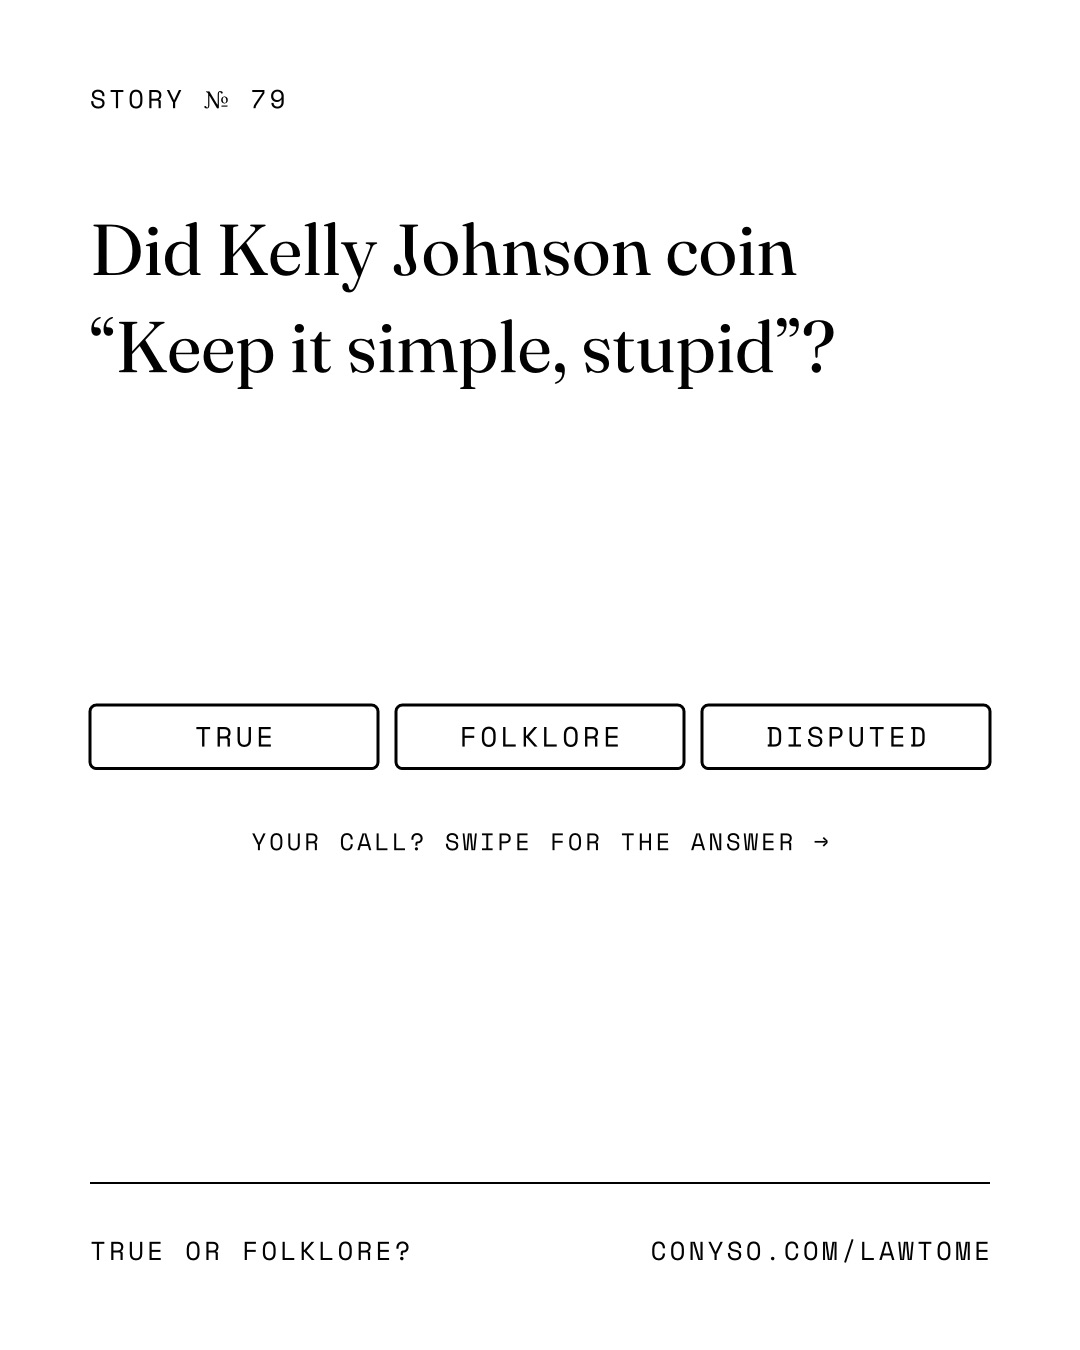 STORY № 79
Did Kelly Johnson coin
“Keep it simple, stupid”?
TRUE
FOLKLORE
DISPUTED
YOUR CALL? SWIPE FOR THE ANSWER →
TRUE OR FOLKLORE?
CONYSO.COM/LAWTOME